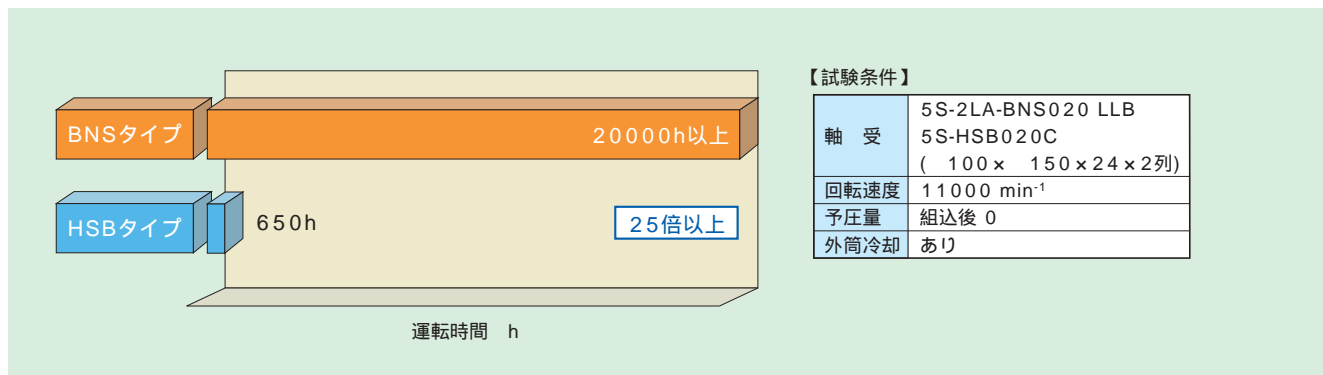 BNSタイプ
20000h以上
HSBタイプ
650h
25倍以上
運転時間 h
【試験条件】
軸 受
5S-2LA-BNS020 LLB
5S-HSB020C
( 100× 150×24×2列)
回転速度 11000 min⁻¹
予圧量 組込後 0
外筒冷却 あり